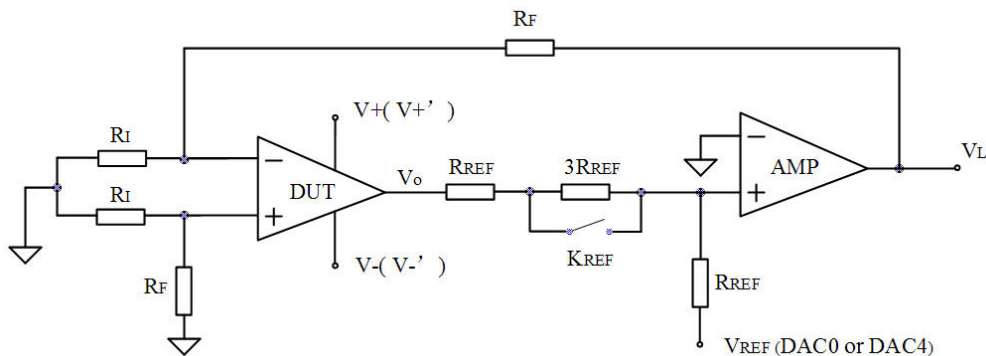 RF
V+( V+’ )
RI
RI
DUT
Vo
RREF
3RREF
KREF
AMP
VL
RF
V-( V-’ )
RREF
VREF (DAC0 or DAC4)